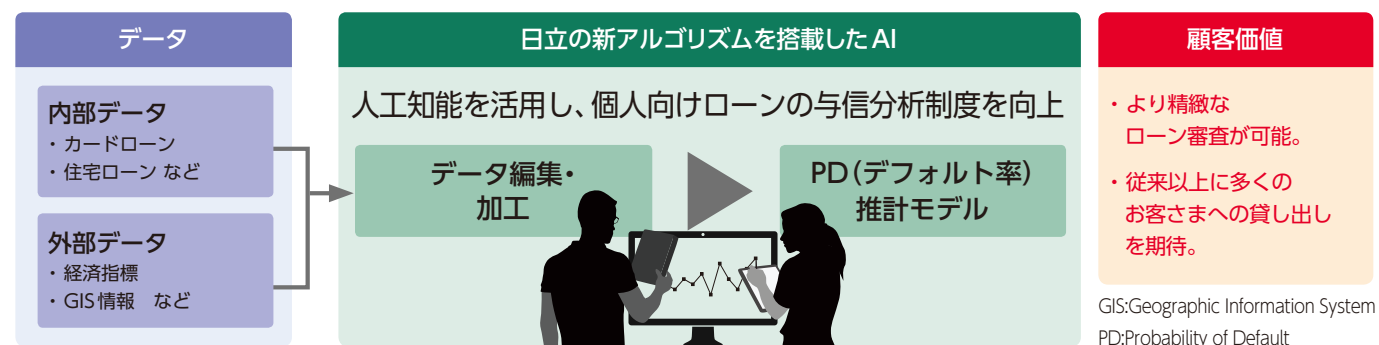 データ
内部データ
・カードローン
・住宅ローン など
外部データ
・経済指標
・GIS情報 など
日立の新アルゴリズムを搭載したAI
人工知能を活用し、個人向けローンの与信分析制度を向上
データ編集・
加工
PD(デフォルト率)
推計モデル
顧客価値
・より精緻な
ローン審査が可能。
・従来以上に多くの
お客さまへの貸し出し
を期待。
GIS:Geographic Information System
PD:Probability of Default